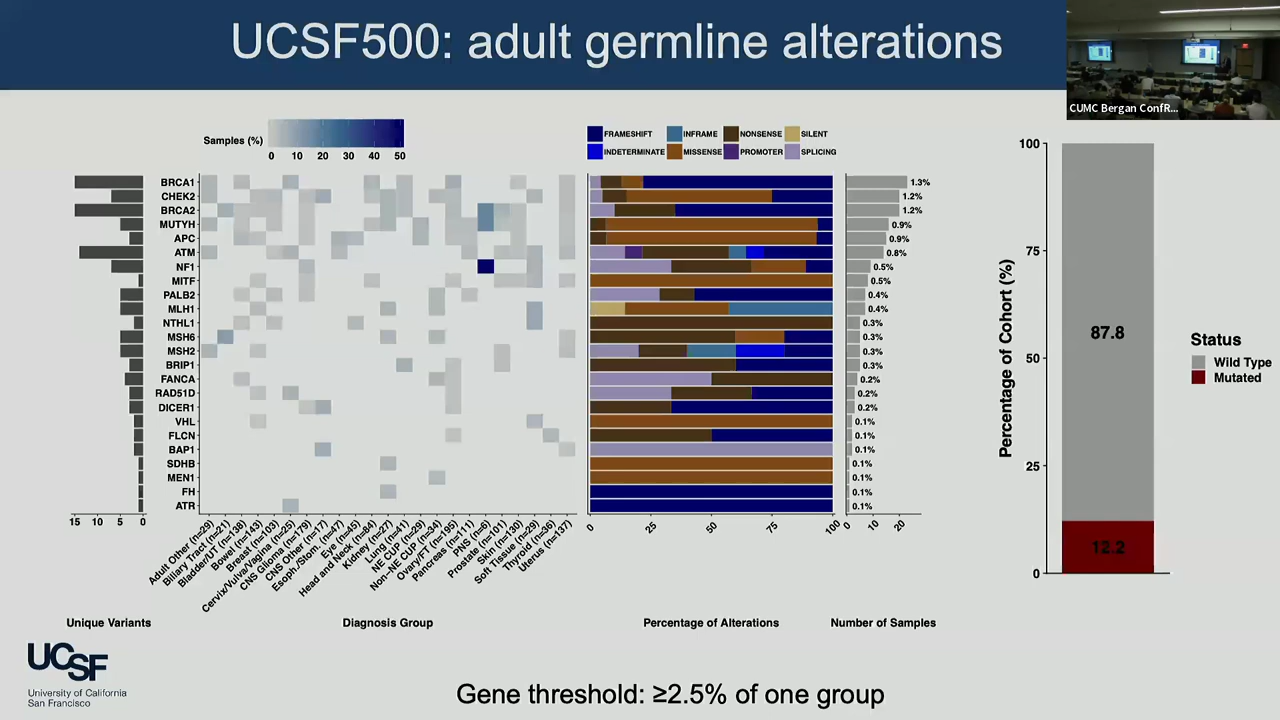 UCSF500: adult germline alterations
CUMC Bergan ConfR...
Samples (%)
0 10 20 30 40 50
FRAMESHIFT INFRAME NONSENSE SILENT
INDETERMINATE MISSENSE PROMOTER SPLICING
BRCA1 1.3%
CHEK2 1.2%
BRCA2 1.2%
MUTYH 0.9%
APC 0.9%
ATM 0.8%
NF1 0.5%
MITF 0.5%
PALB2 0.4%
MLH1 0.4%
NTHL1 0.3%
MSH6 0.3%
MSH2 0.3%
BRIP1 0.3%
FANCA 0.2%
RAD51D 0.2%
DICER1 0.2%
VHL 0.1%
FLCN 0.1%
BAP1 0.1%
SDHB 0.1%
MEN1 0.1%
FH 0.1%
ATR 0.1%
15 10 5 0
Adult Other (n=29)
Biliary Tract (n=21)
Bladder/UT (n=138)
Bowel (n=143)
Breast (n=103)
Cervix/Vulva/Vagina (n=25)
CNS Glioma (n=179)
CNS Other (n=17)
Esoph./Stom. (n=47)
Eye (n=45)
Head and Neck (n=84)
Kidney (n=27)
Lung (n=41)
NE CUP (n=29)
Non-NE CUP (n=34)
Ovary/FT (n=195)
Pancreas (n=111)
PNS (n=6)
Prostate (n=101)
Skin (n=130)
Soft Tissue (n=29)
Thyroid (n=36)
Uterus (n=137)
0 25 50 75 100
0 10 20
Unique Variants
Diagnosis Group
Percentage of Alterations
Number of Samples
Percentage of Cohort (%)
100
75
50
25
0
87.8
12.2
Status
Wild Type
Mutated
UCSF
University of California
San Francisco
Gene threshold: ≥2.5% of one group